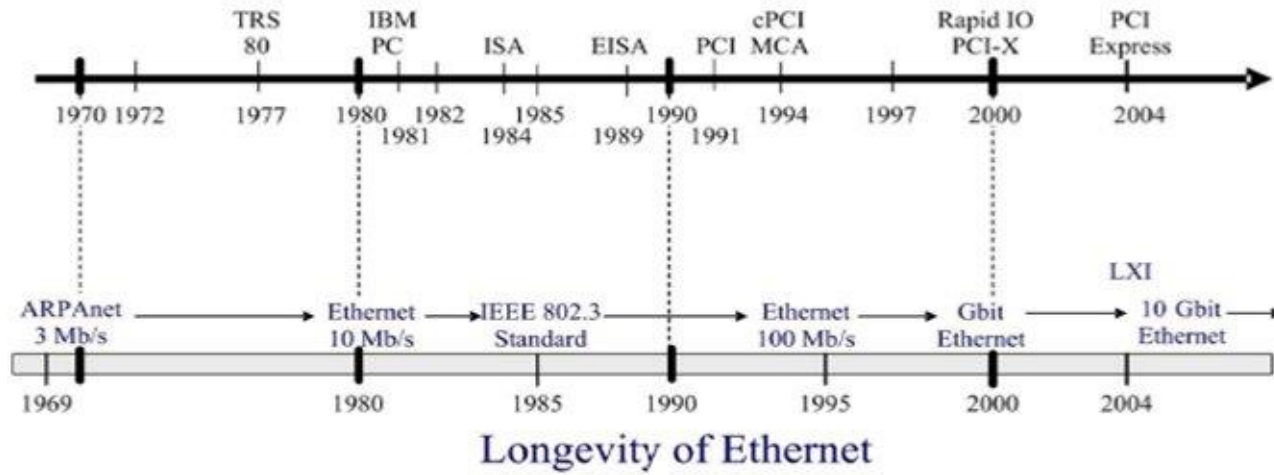 TRS IBM cPCI Rapid IO PCI
80 PC ISA EISA PCI MCA PCI-X Express
1970 1972 1977 1980 1982 1985 1990 1994 1997 2000 2004
1981 1984 1989 1991
LXI
ARPAnet Ethernet IEEE 802.3 Ethernet Gbit 10 Gbit
3 Mb/s 10 Mb/s Standard 100 Mb/s Ethernet Ethernet
1969 1980 1985 1990 1995 2000 2004
Longevity of Ethernet